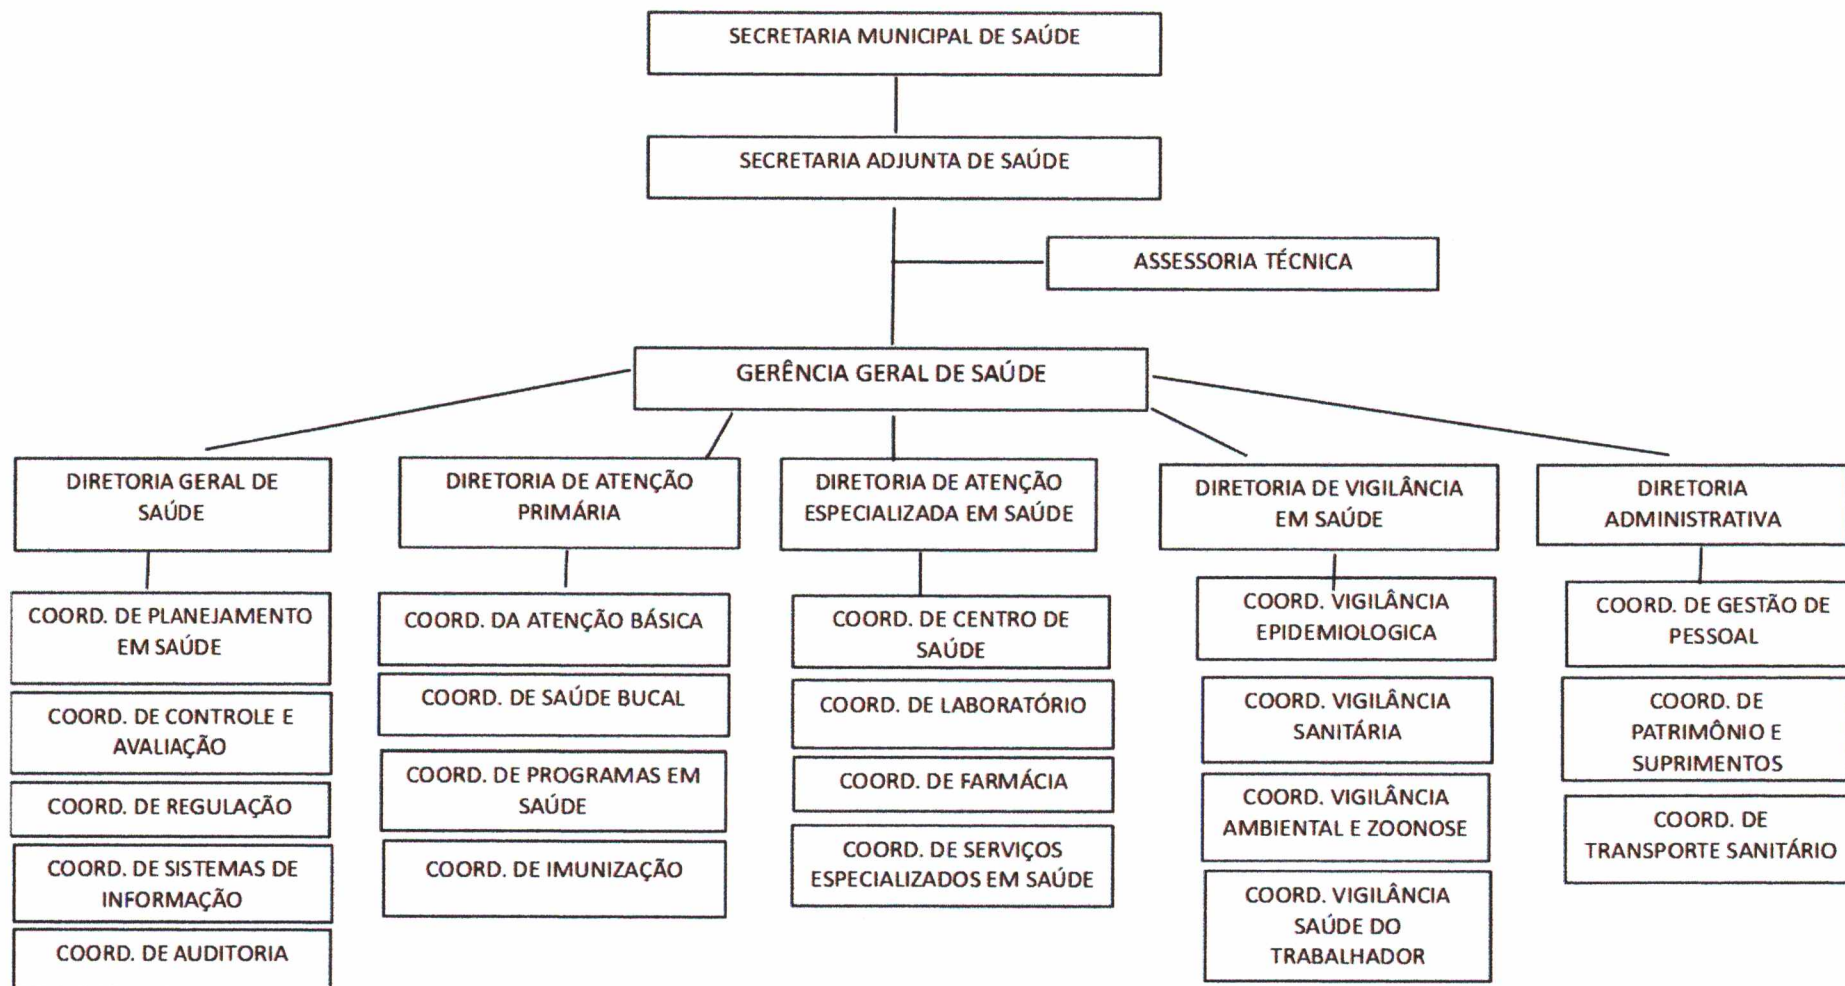 SECRETARIA MUNICIPAL DE SAÚDE
SECRETARIA ADJUNTA DE SAÚDE
ASSESSORIA TÉCNICA
GERÊNCIA GERAL DE SAÚDE
DIRETORIA GERAL DE
SAÚDE
COORD. DE PLANEJAMENTO
EM SAÚDE
COORD. DE CONTROLE E
AVALIAÇÃO
COORD. DE REGULAÇÃO
COORD. DE SISTEMAS DE
INFORMAÇÃO
COORD. DE AUDITORIA
DIRETORIA DE ATENÇÃO
PRIMÁRIA
COORD. DA ATENÇÃO BÁSICA
COORD. DE SAÚDE BUCAL
COORD. DE PROGRAMAS EM
SAÚDE
COORD. DE IMUNIZAÇÃO
DIRETORIA DE ATENÇÃO
ESPECIALIZADA EM SAÚDE
COORD. DE CENTRO DE
SAÚDE
COORD. DE LABORATÓRIO
COORD. DE FARMÁCIA
COORD. DE SERVIÇOS
ESPECIALIZADOS EM SAÚDE
DIRETORIA DE VIGILÂNCIA
EM SAÚDE
COORD. VIGILÂNCIA
EPIDEMIOLOGICA
COORD. VIGILÂNCIA
SANITÁRIA
COORD. VIGILÂNCIA
AMBIENTAL E ZOONOSE
COORD. VIGILÂNCIA
SAÚDE DO
TRABALHADOR
DIRETORIA
ADMINISTRATIVA
COORD. DE GESTÃO DE
PESSOAL
COORD. DE
PATRIMÔNIO E
SUPRIMENTOS
COORD. DE
TRANSPORTE SANITÁRIO